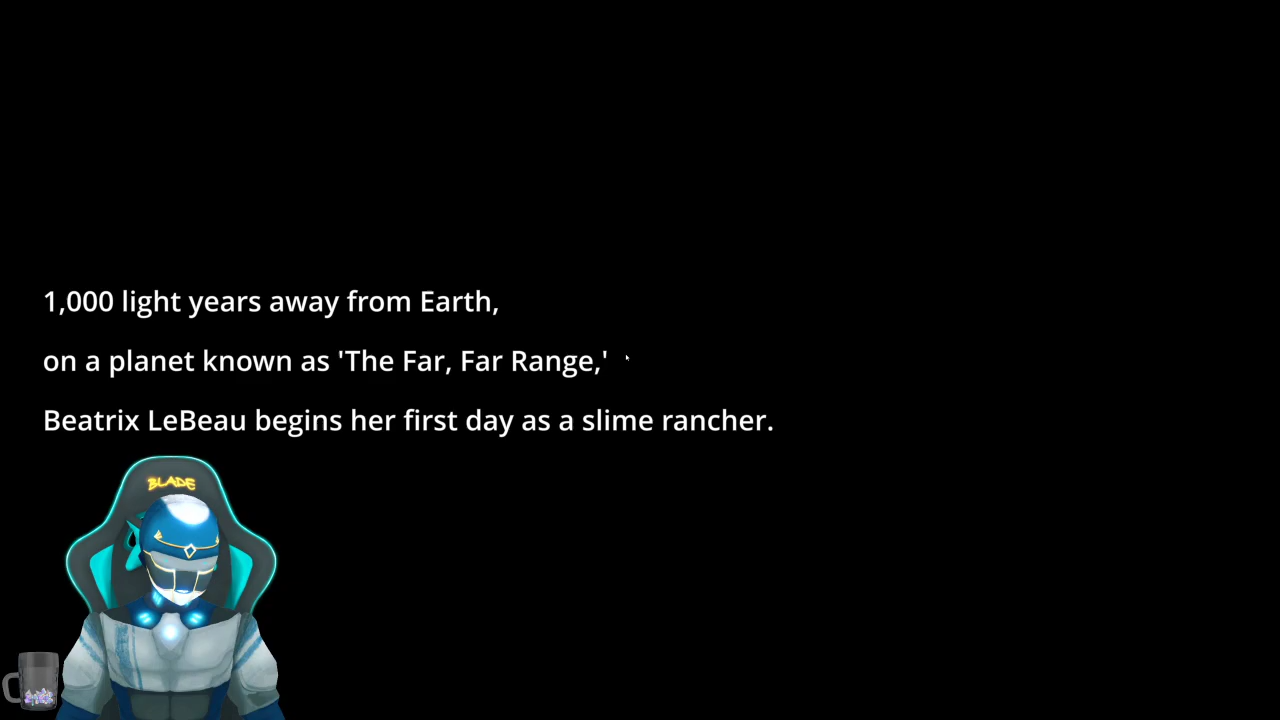 1,000 light years away from Earth,
on a planet known as 'The Far, Far Range,'
Beatrix LeBeau begins her first day as a slime rancher.
BLADE